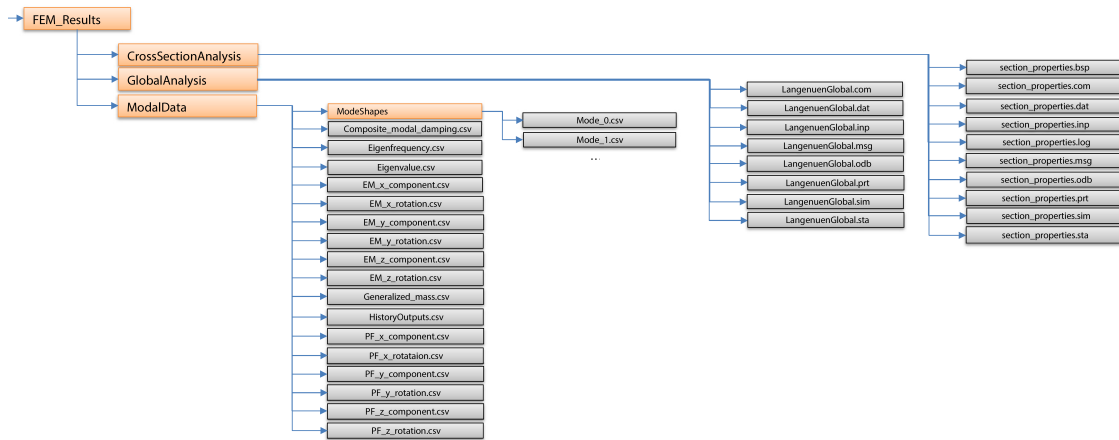 FEM_Results
CrossSectionAnalysis
GlobalAnalysis
ModalData
ModeShapes
Composite_modal_damping.csv
Eigenfrequency.csv
Eigenvalue.csv
EM_x_component.csv
EM_x_rotation.csv
EM_y_component.csv
EM_y_rotation.csv
EM_z_component.csv
EM_z_rotation.csv
Generalized_mass.csv
HistoryOutputs.csv
PF_x_component.csv
PF_x_rotataion.csv
PF_y_component.csv
PF_y_rotation.csv
PF_z_component.csv
PF_z_rotation.csv
Mode_0.csv
Mode_1.csv
...
LangenuenGlobal.com
LangenuenGlobal.dat
LangenuenGlobal.inp
LangenuenGlobal.msg
LangenuenGlobal.odb
LangenuenGlobal.prt
LangenuenGlobal.sim
LangenuenGlobal.sta
section_properties.bsp
section_properties.com
section_properties.dat
section_properties.inp
section_properties.log
section_properties.msg
section_properties.odb
section_properties.prt
section_properties.sim
section_properties.sta